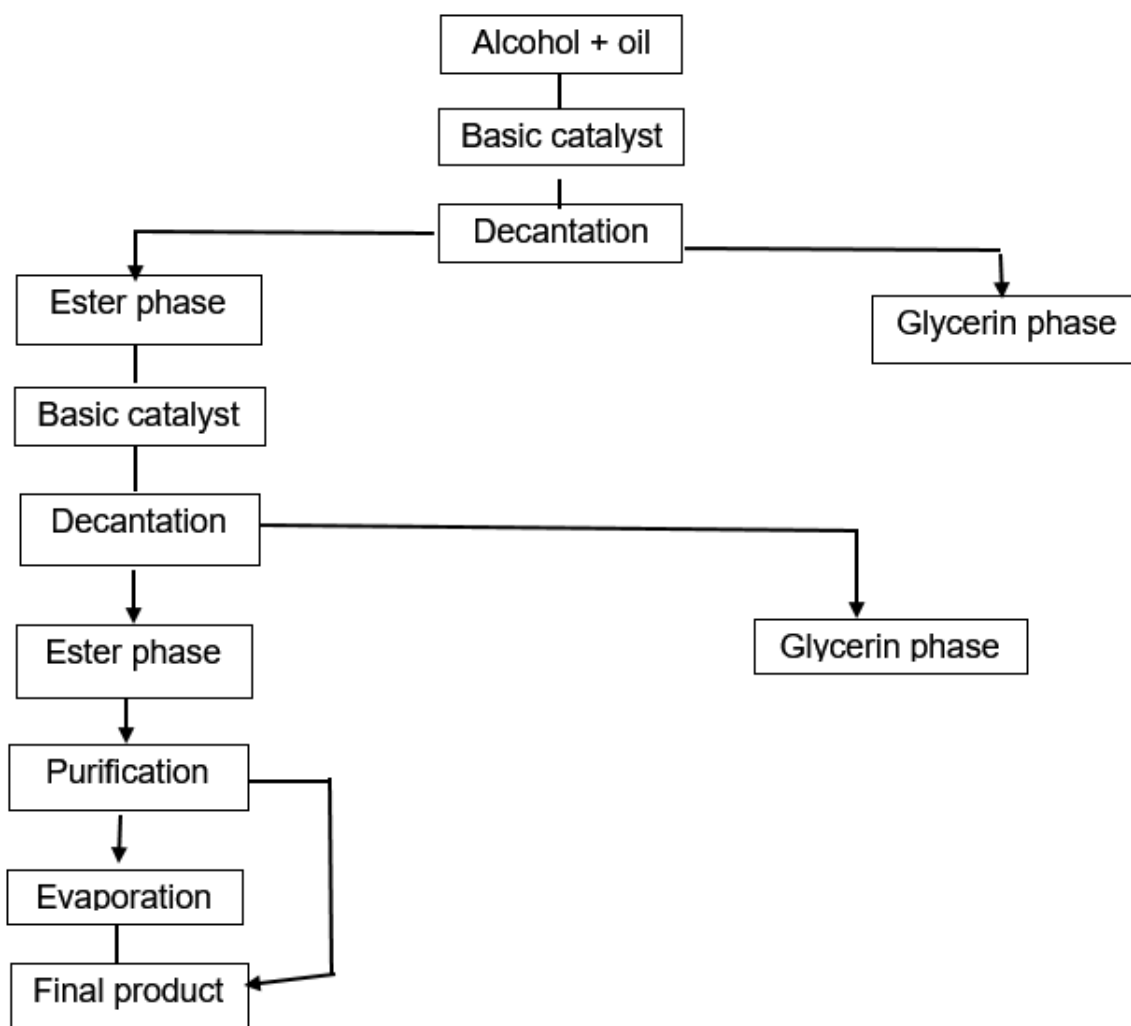 Alcohol + oil
Basic catalyst
Decantation
Ester phase
Glycerin phase
Basic catalyst
Decantation
Ester phase
Glycerin phase
Purification
Evaporation
Final product